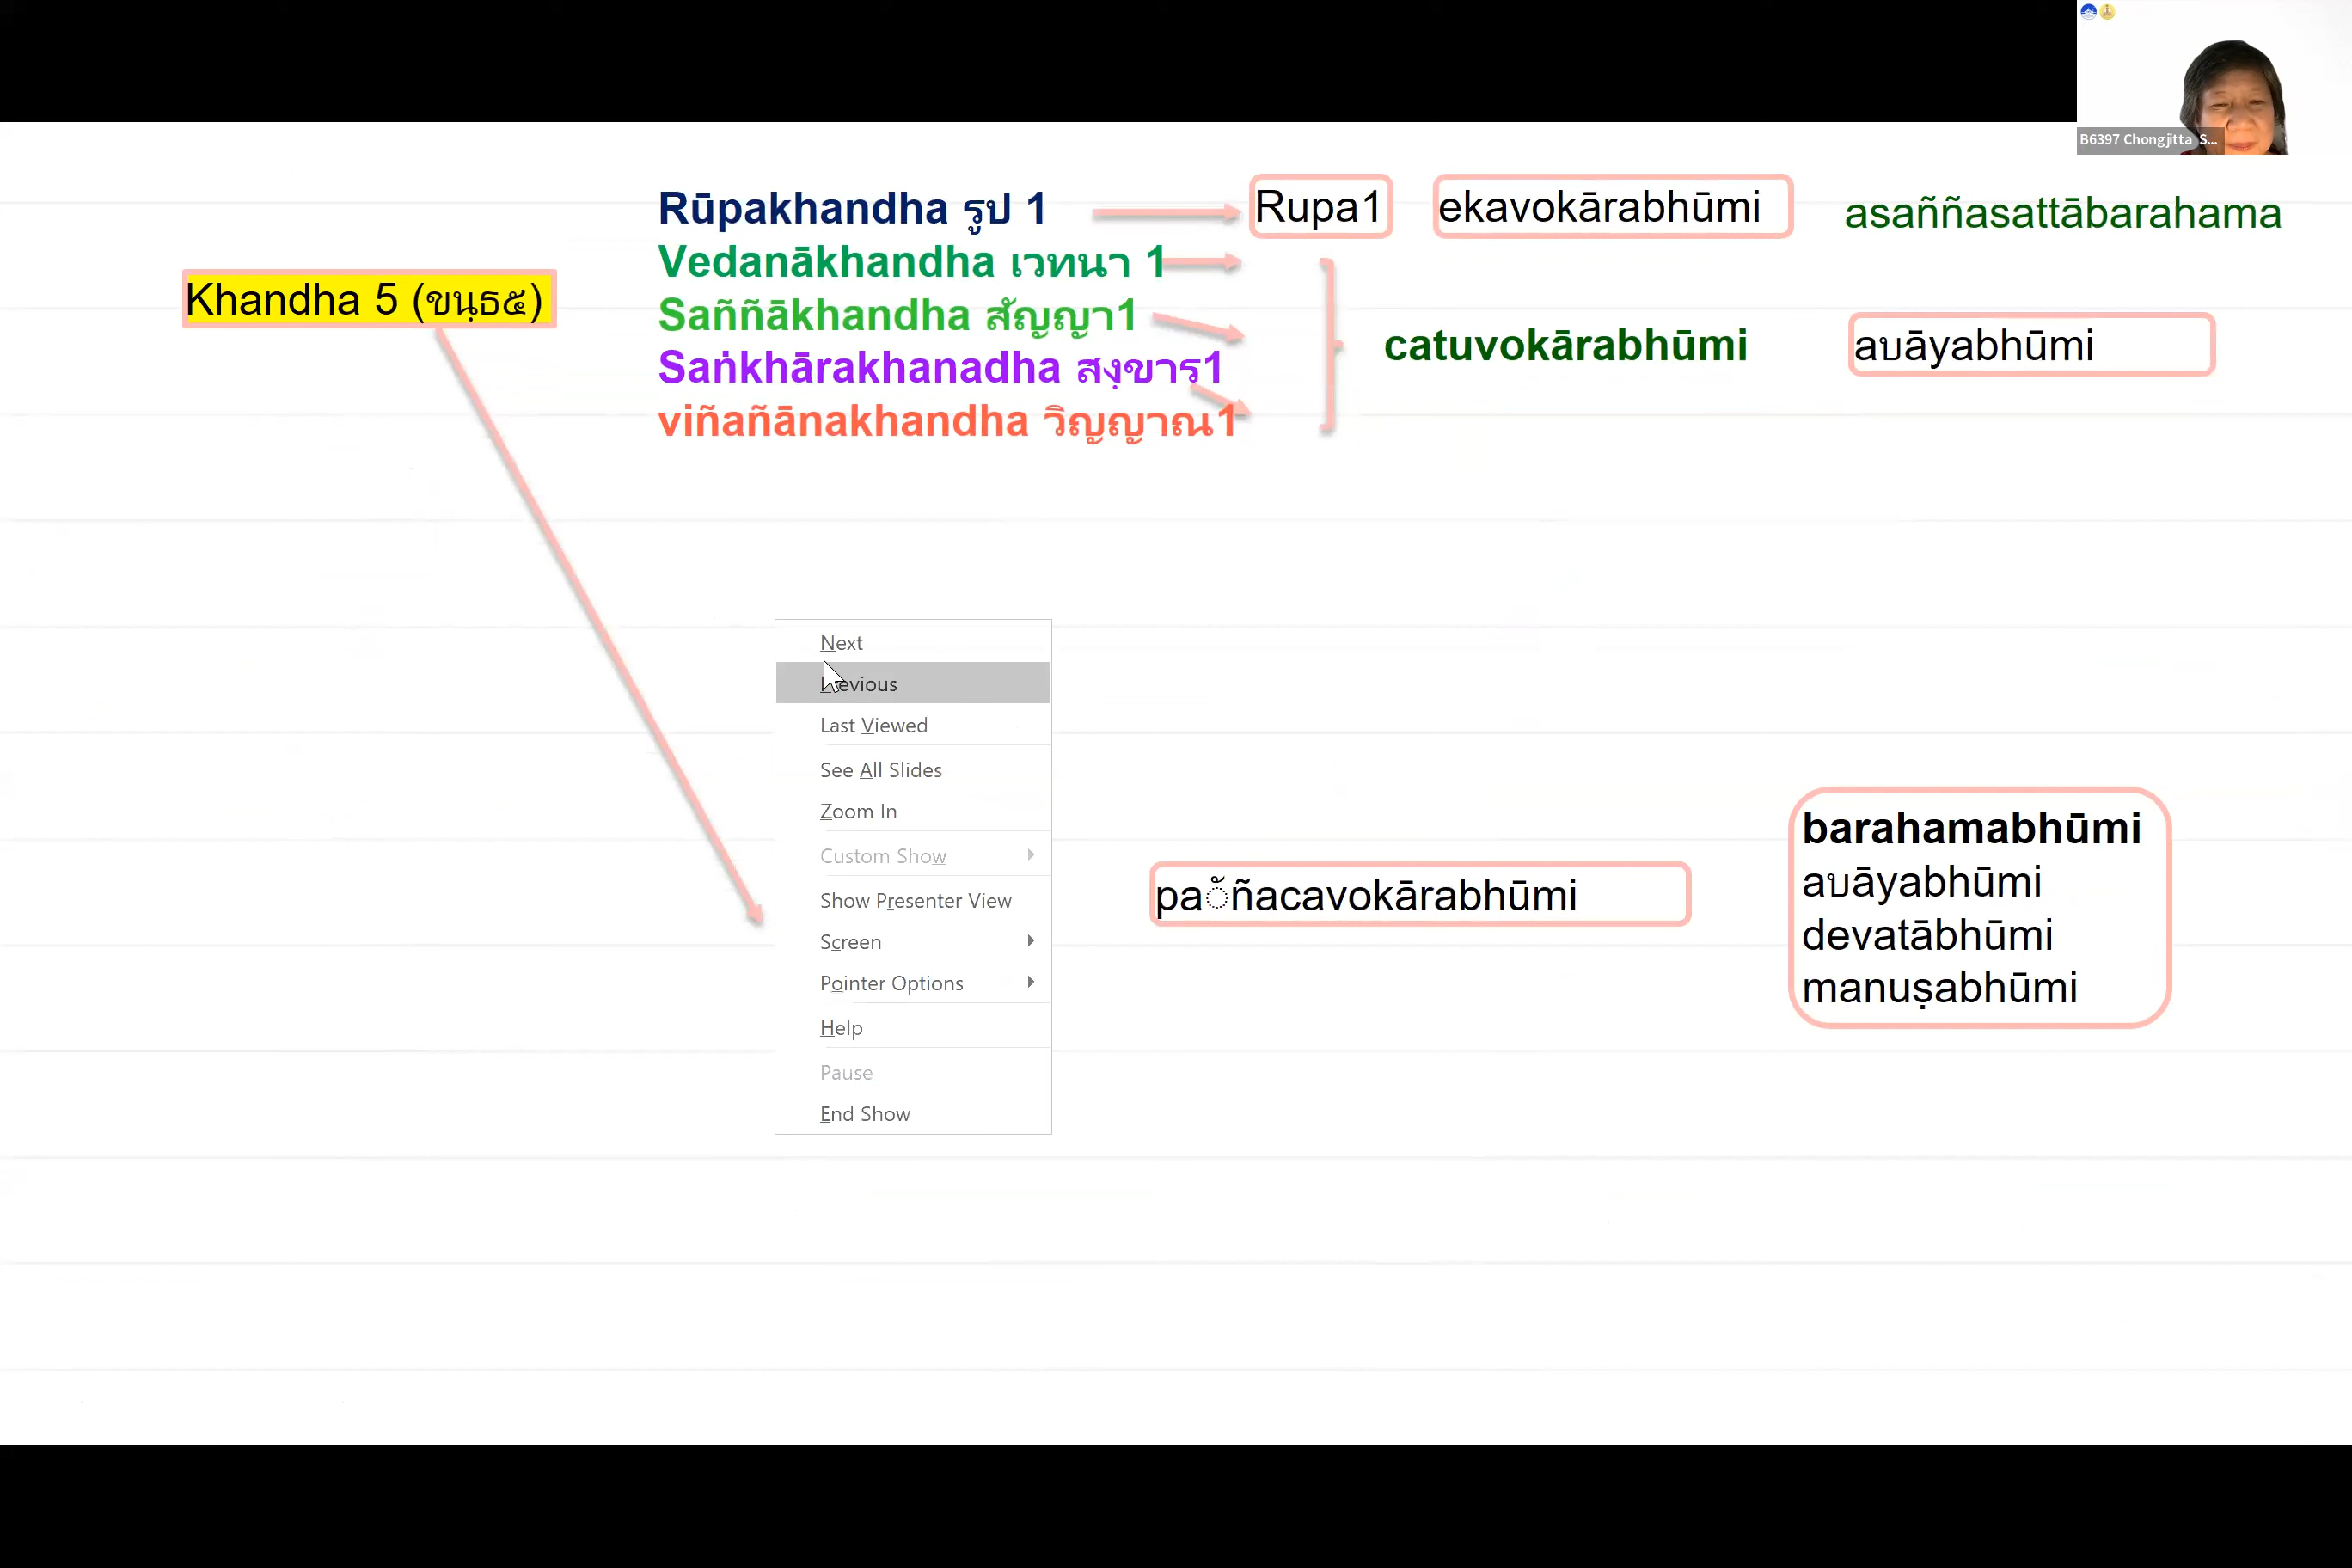 B6397 Chongjitta S...
Rūpakhandha รูป 1
Rupa1
ekavokārabhūmi
asaññasattābarahama
Vedanākhandha เวทนา 1
Khandha 5 (ขนฺธ๕)
Saññākhandha สัญญา1
catuvokārabhūmi
aบāyabhūmi
Saṅkhārakhanadha สงฺขาร1
viñañānakhandha วิญญาณ1
Next
Previous
Last Viewed
See All Slides
Zoom In
Custom Show
Show Presenter View
Screen
Pointer Options
Help
Pause
End Show
paั้ñacavokārabhūmi
barahamabhūmi
aบāyabhūmi
devatābhūmi
manuṣabhūmi